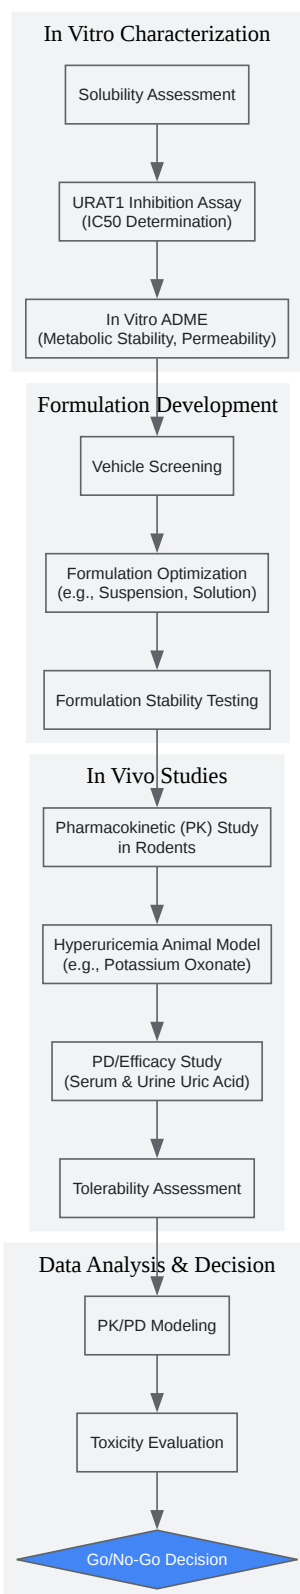 In Vitro Characterization
Solubility Assessment
URAT1 Inhibition Assay
(IC50 Determination)
In Vitro ADME
(Metabolic Stability, Permeability)
Formulation Development
Vehicle Screening
Formulation Optimization
(e.g., Suspension, Solution)
Formulation Stability Testing
In Vivo Studies
Pharmacokinetic (PK) Study
in Rodents
Hyperuricemia Animal Model
(e.g., Potassium Oxonate)
PD/Efficacy Study
(Serum & Urine Uric Acid)
Tolerability Assessment
Data Analysis & Decision
PK/PD Modeling
Toxicity Evaluation
Go/No-Go Decision